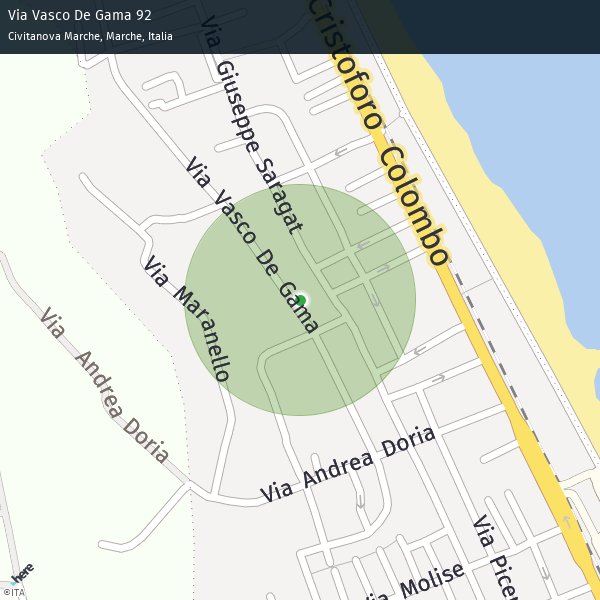 Via Vasco De Gama 92
Civitanova Marche, Marche, Italia
Cristoforo Colombo
Via Giuseppe Saragat
Via Vasco De Gama
Via Maranello
Via Andrea Doria
Via Andrea Doria
Via Molise
Via Picen
here
©ITA